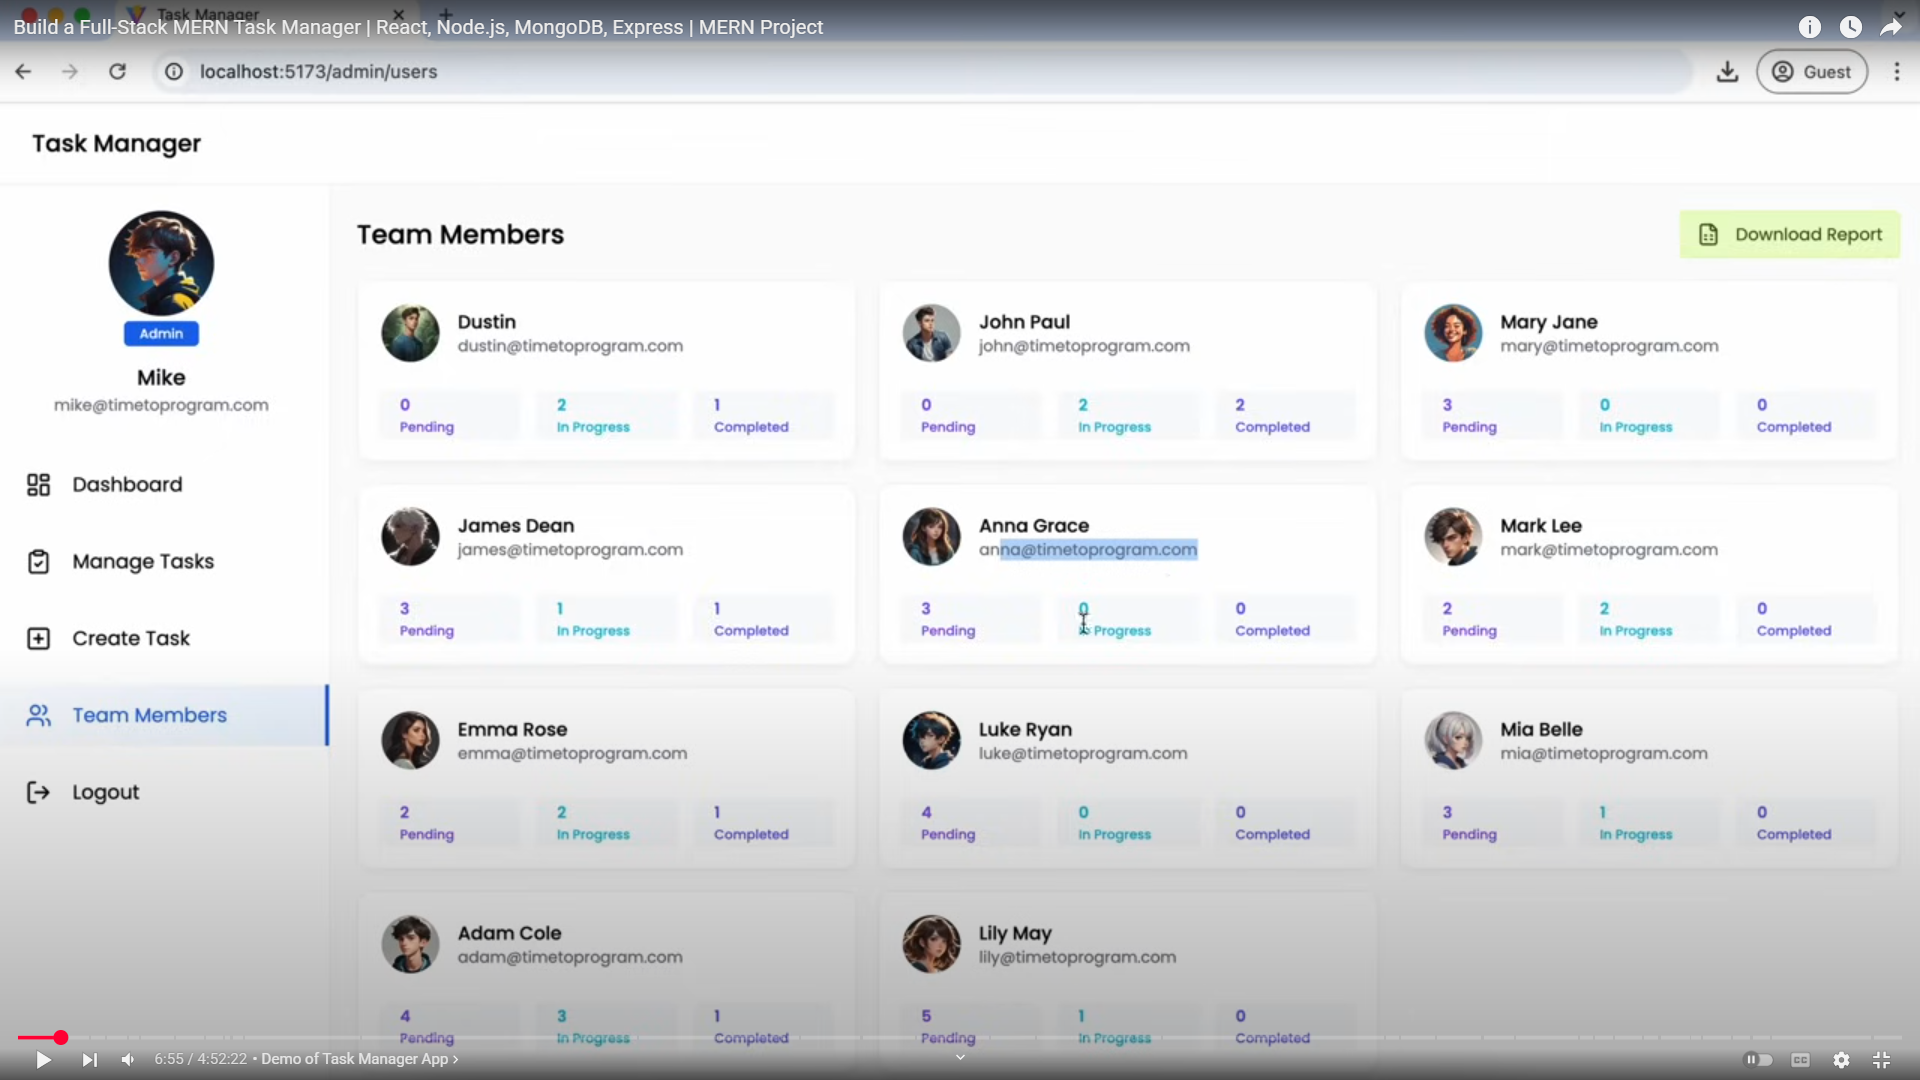 Task Manager
Build a Full-Stack MERN Task Manager | React, Node.js, MongoDB, Express | MERN Project
localhost:5173/admin/users
Guest
Task Manager
Admin
Mike
mike@timetoprogram.com
Dashboard
Manage Tasks
Create Task
Team Members
Logout
Team Members
Download Report
Dustin
dustin@timetoprogram.com
0 2 1
Pending In Progress Completed
John Paul
john@timetoprogram.com
0 2 2
Pending In Progress Completed
Mary Jane
mary@timetoprogram.com
3 0 0
Pending In Progress Completed
James Dean
james@timetoprogram.com
3 1 1
Pending In Progress Completed
Anna Grace
anna@timetoprogram.com
3 0 0
Pending In Progress Completed
Mark Lee
mark@timetoprogram.com
2 2 0
Pending In Progress Completed
Emma Rose
emma@timetoprogram.com
2 2 1
Pending In Progress Completed
Luke Ryan
luke@timetoprogram.com
4 0 0
Pending In Progress Completed
Mia Belle
mia@timetoprogram.com
3 1 0
Pending In Progress Completed
Adam Cole
adam@timetoprogram.com
4 3 1
Pending In Progress Completed
Lily May
lily@timetoprogram.com
5 1 0
Pending In Progress Completed
6:55 / 4:52:22 • Demo of Task Manager App ›
CC